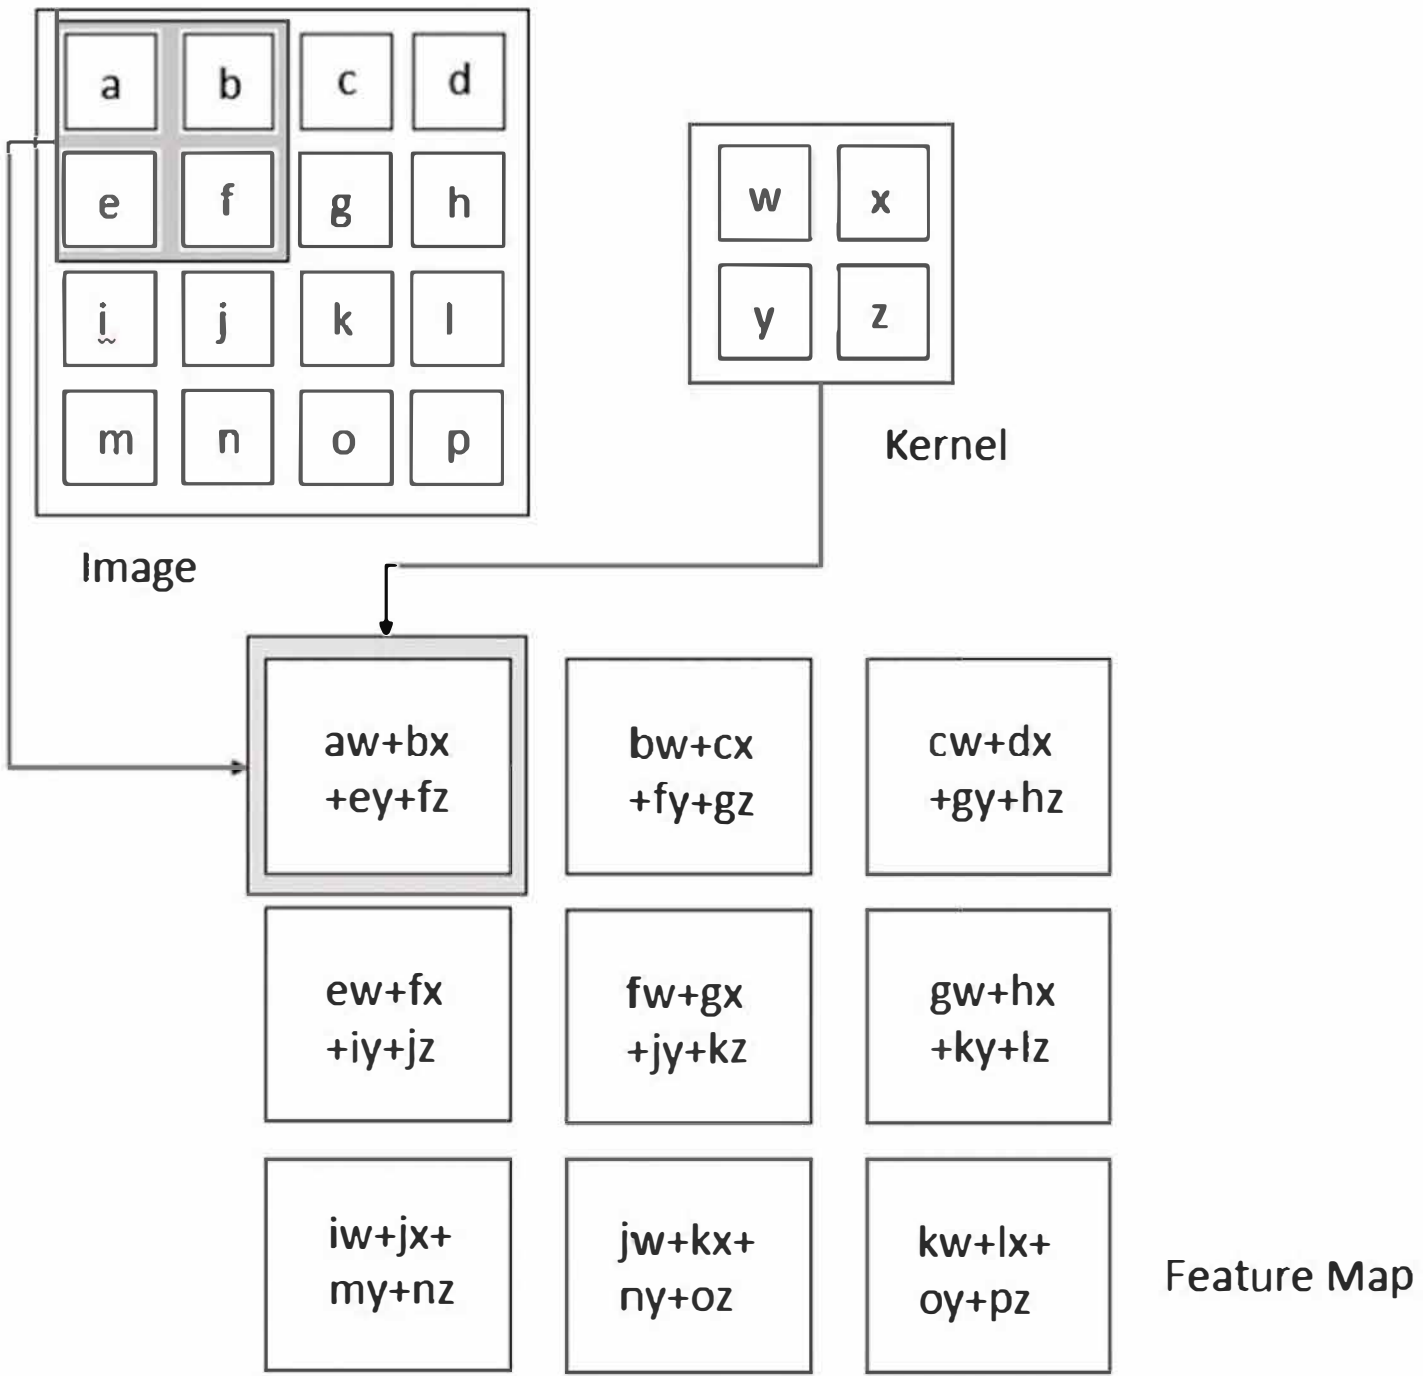 a b c d
e f g h
i j k l
m n o p
Image
w x
y z
Kernel
aw+bx
+ey+fz
bw+cx
+fy+gz
cw+dx
+gy+hz
ew+fx
+iy+jz
fw+gx
+jy+kz
gw+hx
+ky+lz
iw+jx+
my+nz
jw+kx+
ny+oz
kw+lx+
oy+pz
Feature Map